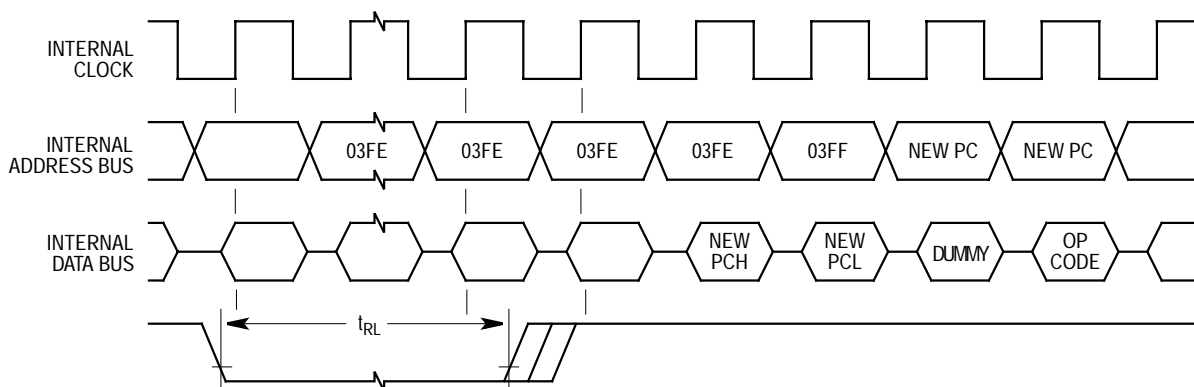 INTERNAL
CLOCK
INTERNAL
ADDRESS BUS
03FE
03FE
03FE
03FE
03FF
NEW PC
NEW PC
INTERNAL
DATA BUS
NEW
PCH
NEW
PCL
DUMMY
OP
CODE
tRL